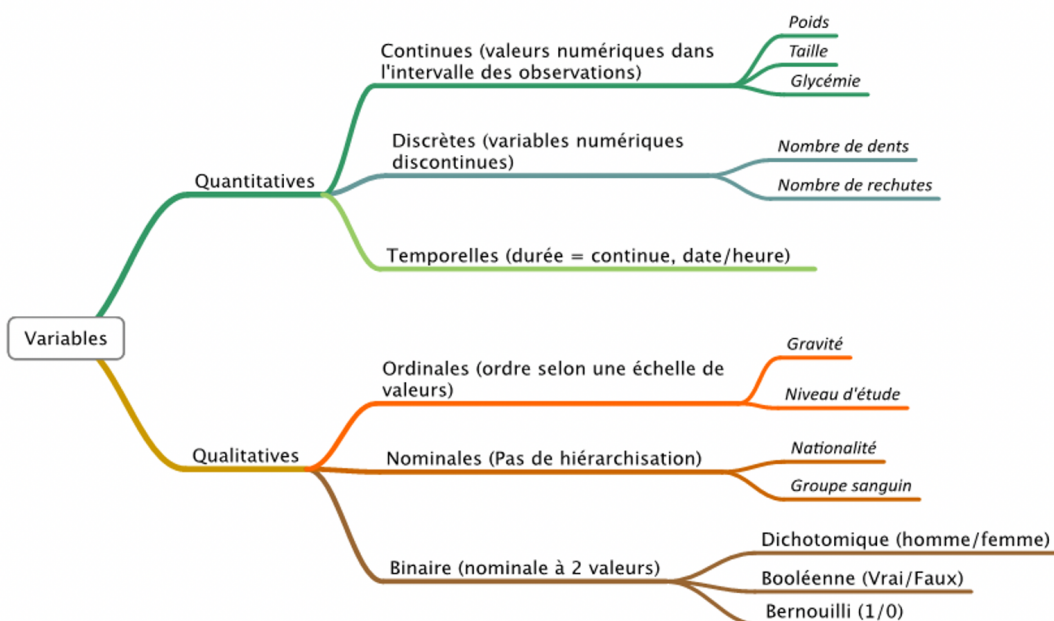 Variables
Quantitatives
Continues (valeurs numériques dans
l'intervalle des observations)
Poids
Taille
Glycémie
Discrètes (variables numériques
discontinues)
Nombre de dents
Nombre de rechutes
Temporelles (durée = continue, date/heure)
Qualitatives
Ordinales (ordre selon une échelle de
valeurs)
Gravité
Niveau d'étude
Nominales (Pas de hiérarchisation)
Nationalité
Groupe sanguin
Binaire (nominale à 2 valeurs)
Dichotomique (homme/femme)
Booléenne (Vrai/Faux)
Bernouilli (1/0)